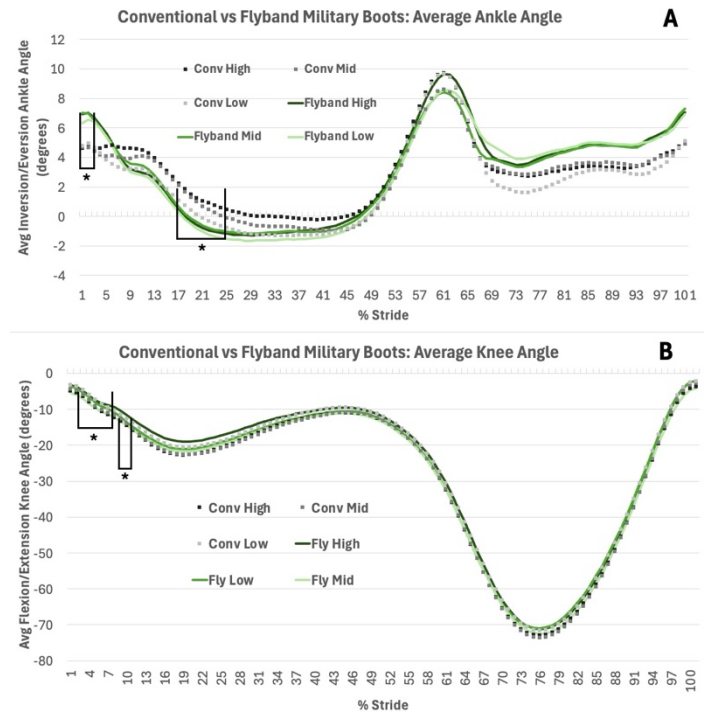 Conventional vs Flyband Military Boots: Average Ankle Angle
A
Avg Inversion/Eversion Ankle Angle
(degrees)
12
10
8
6
4
2
0
-2
-4
Conv High
Conv Mid
Conv Low
Flyband High
Flyband Mid
Flyband Low
*
*
1 5 9 13 17 21 25 29 33 37 41 45 49 53 57 61 65 69 73 77 81 85 89 93 97 101
% Stride
Conventional vs Flyband Military Boots: Average Knee Angle
B
Avg Flexion/Extension Knee Angle (degrees)
0
-10
-20
-30
-40
-50
-60
-70
-80
*
*
Conv High
Conv Mid
Conv Low
Fly High
Fly Low
Fly Mid
1 4 7 10 13 16 19 22 25 28 31 34 37 40 43 46 49 52 55 58 61 64 67 70 73 76 79 82 85 88 91 94 97 100
% Stride